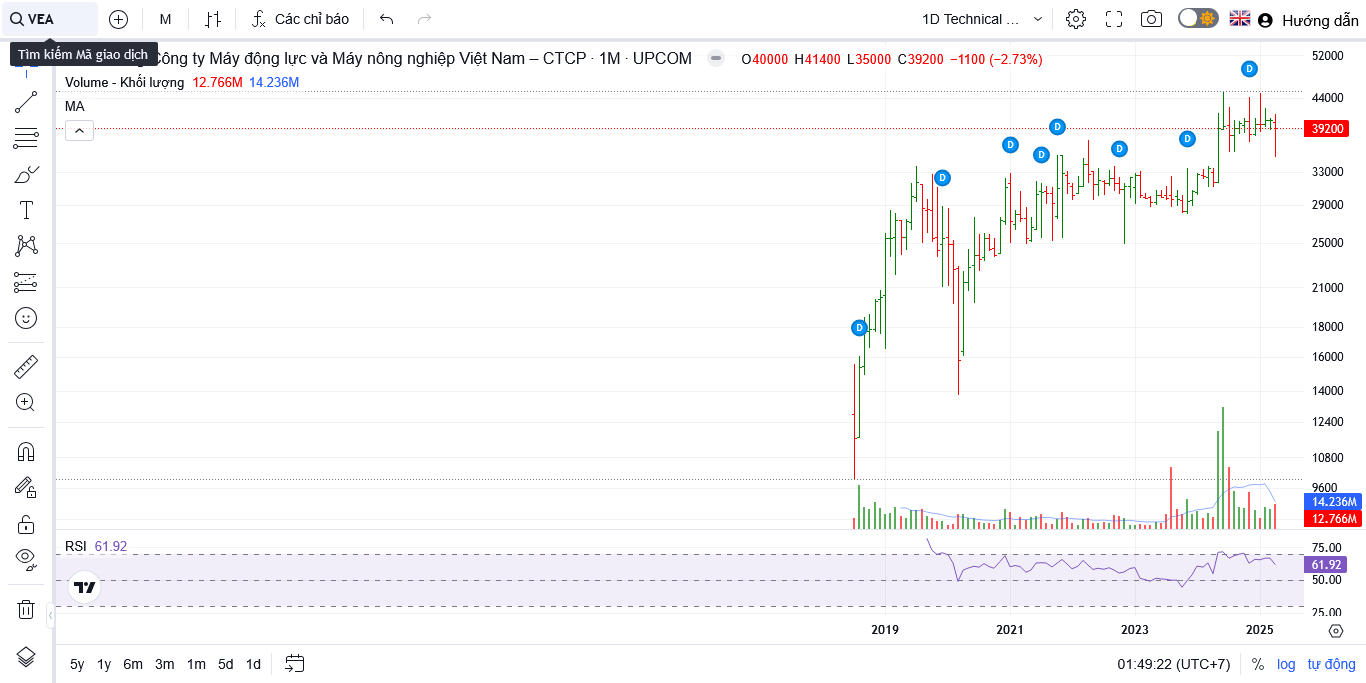 VEA
M
Các chỉ báo
1D Technical ...
Hướng dẫn
Tìm kiếm Mã giao dịch
Công ty Máy động lực và Máy nông nghiệp Việt Nam – CTCP · 1M · UPCOM
O40000 H41400 L35000 C39200 −1100 (−2.73%)
Volume - Khối lượng 12.766M 14.236M
MA
D
D
D
D
D
D
D
D
52000
44000
39200
33000
29000
25000
21000
18000
16000
14000
12400
10800
9600
14.236M
12.766M
RSI 61.92
75.00
61.92
50.00
25.00
2019 2021 2023 2025
5y 1y 6m 3m 1m 5d 1d
01:49:22 (UTC+7) % log tự động